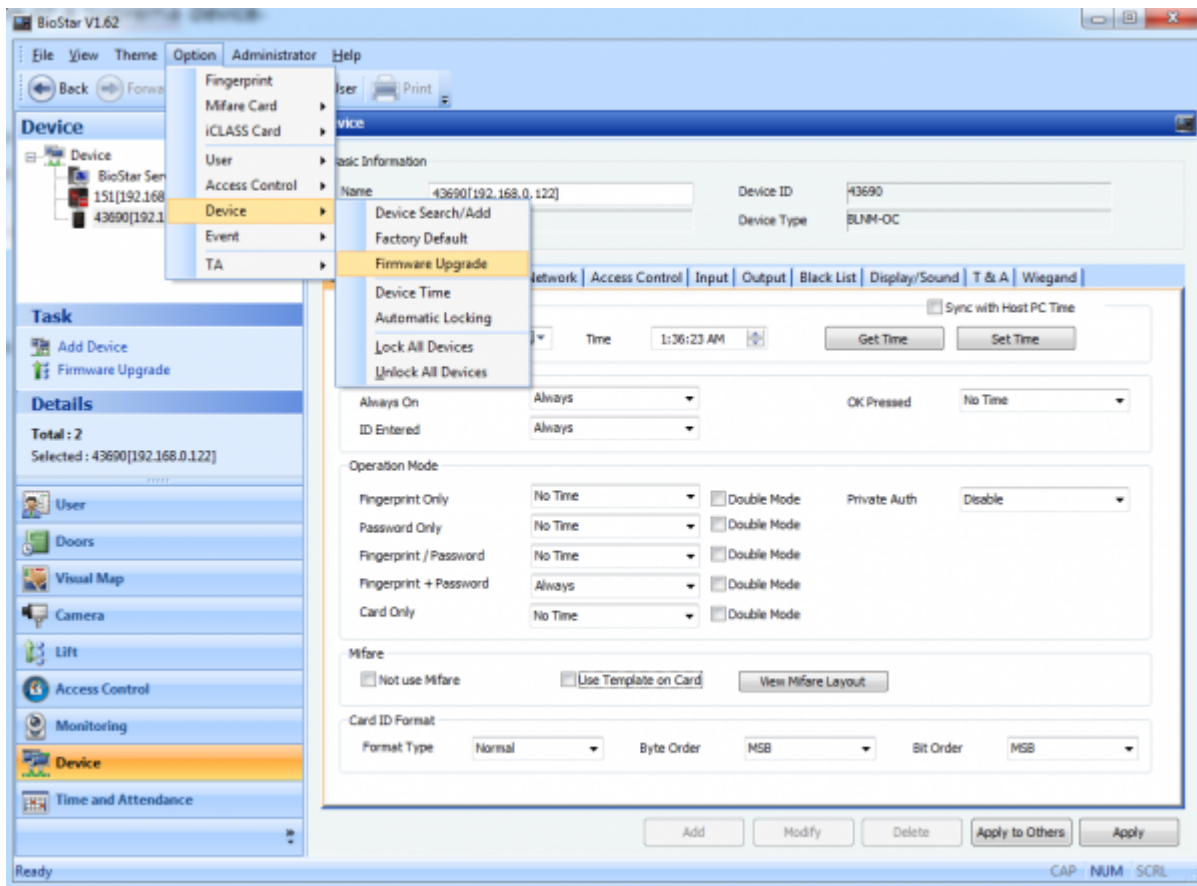 BioStar V1.62
File View Theme Option Administrator Help
Back Print
Device
Device
151[192.168
43690[192.1
Fingerprint
Mifare Card
iCLASS Card
User
Access Control
Device
Event
TA
Device Search/Add
Factory Default
Firmware Upgrade
Device Time
Automatic Locking
Lock All Devices
Unlock All Devices
Task
Add Device
Firmware Upgrade
Details
Total : 2
Selected : 43690[192.168.0.122]
User
Doors
Visual Map
Camera
Lift
Access Control
Monitoring
Device
Time and Attendance
Name 43690[192.168.0.122] Device ID 43690
Device Type BLNM-OC
Network Access Control Input Output Black List Display/Sound T & A Wiegand
Sync with Host PC Time
Time 1:36:23 AM Get Time Set Time
Always On Always OK Pressed No Time
ID Entered Always
Operation Mode
Fingerprint Only No Time Double Mode Private Auth Disable
Password Only No Time Double Mode
Fingerprint / Password No Time Double Mode
Fingerprint + Password Always Double Mode
Card Only No Time Double Mode
Mifare
Not use Mifare Use Template on Card View Mifare Layout
Card ID Format
Format Type Normal Byte Order MSB Bit Order MSB
Add Modify Delete Apply to Others Apply
Ready CAP NUM SCRL